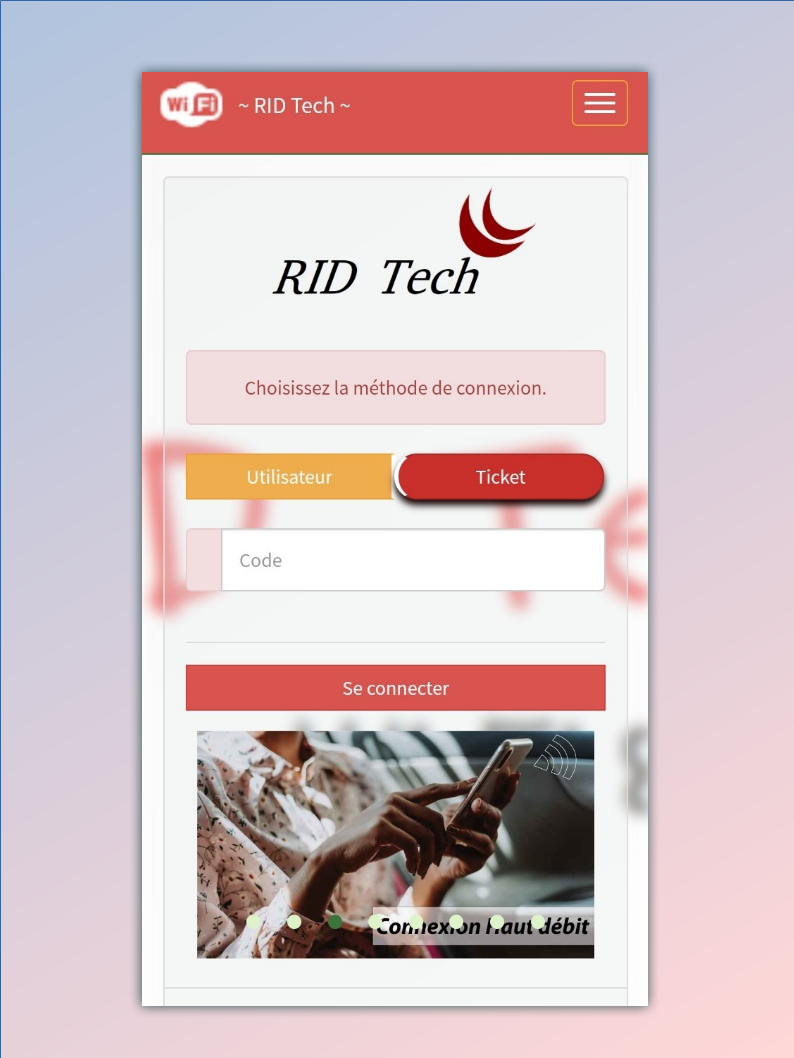 Wi Fi
~ RID Tech ~
RID Tech
Choisissez la méthode de connexion.
Utilisateur
Ticket
Code
Se connecter
Connexion Haut débit